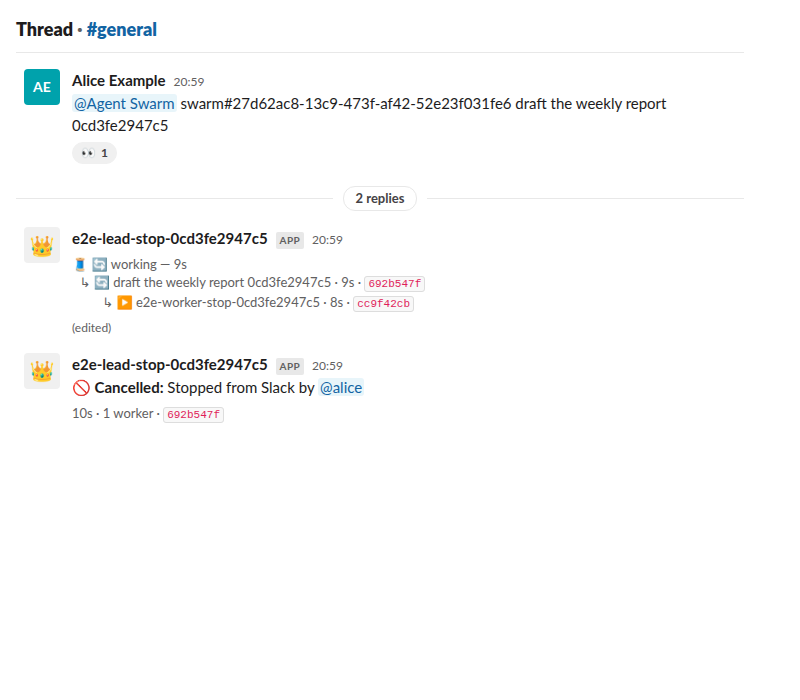 Thread • #general
AE
Alice Example 20:59
@Agent Swarm swarm#27d62ac8-13c9-473f-af42-52e23f031fe6 draft the weekly report
0cd3fe2947c5
👀 1
2 replies
e2e-lead-stop-0cd3fe2947c5 APP 20:59
🧵 🔄 working — 9s
↳ 🔄 draft the weekly report 0cd3fe2947c5 · 9s · 692b547f
↳ ▶️ e2e-worker-stop-0cd3fe2947c5 · 8s · cc9f42cb
(edited)
e2e-lead-stop-0cd3fe2947c5 APP 20:59
🚫 Cancelled: Stopped from Slack by @alice
10s · 1 worker · 692b547f